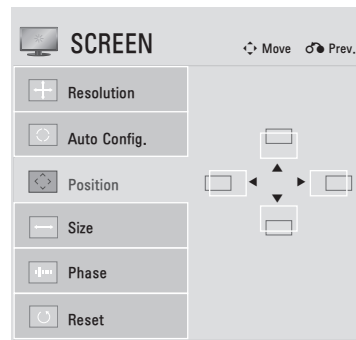 SCREEN
Move Prev.
Resolution
Auto Config.
Position
Size
Phase
Reset